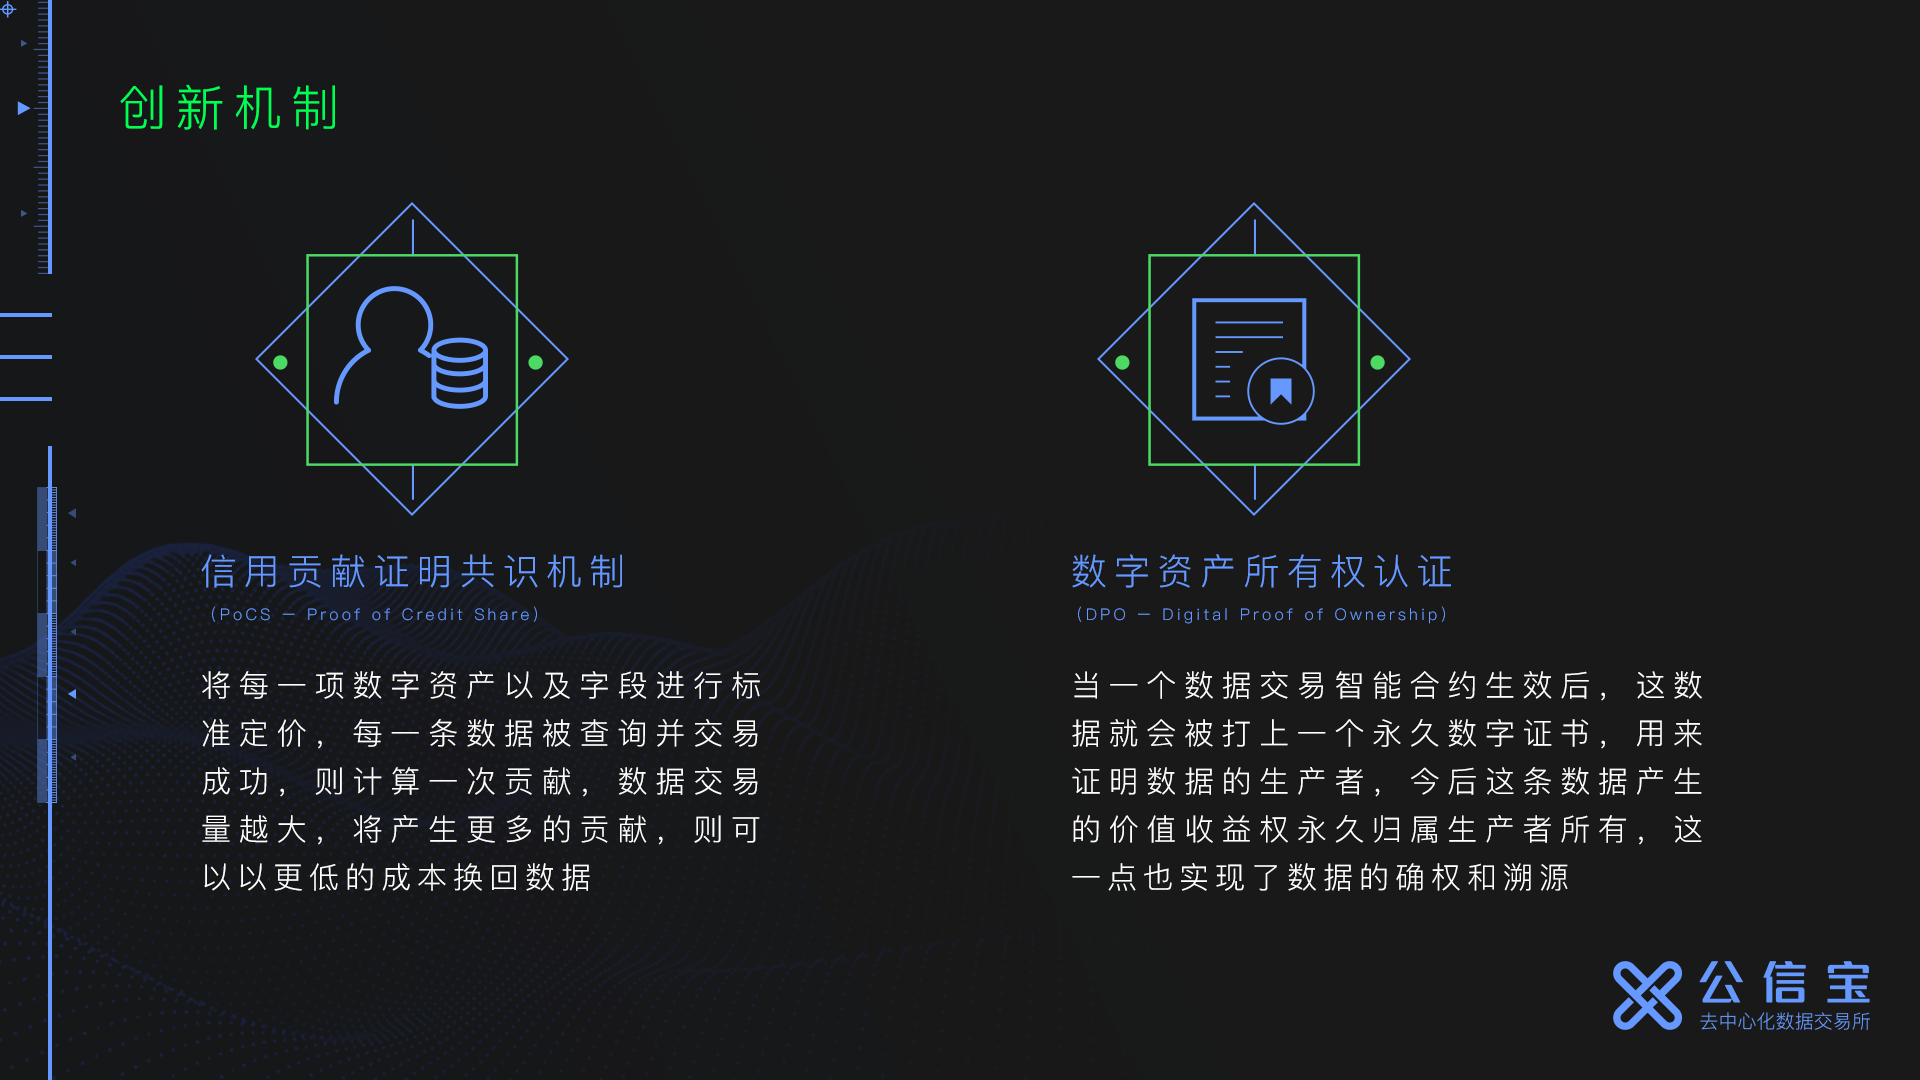 创新机制
信用贡献证明共识机制
(PoCS — Proof of Credit Share)
将每一项数字资产以及字段进行标
准定价，每一条数据被查询并交易
成功，则计算一次贡献，数据交易
量越大，将产生更多的贡献，则可
以以更低的成本换回数据
数字资产所有权认证
(DPO — Digital Proof of Ownership)
当一个数据交易智能合约生效后，这数
据就会被打上一个永久数字证书，用来
证明数据的生产者，今后这条数据产生
的价值收益权永久归属生产者所有，这
一点也实现了数据的确权和溯源
公信宝
去中心化数据交易所